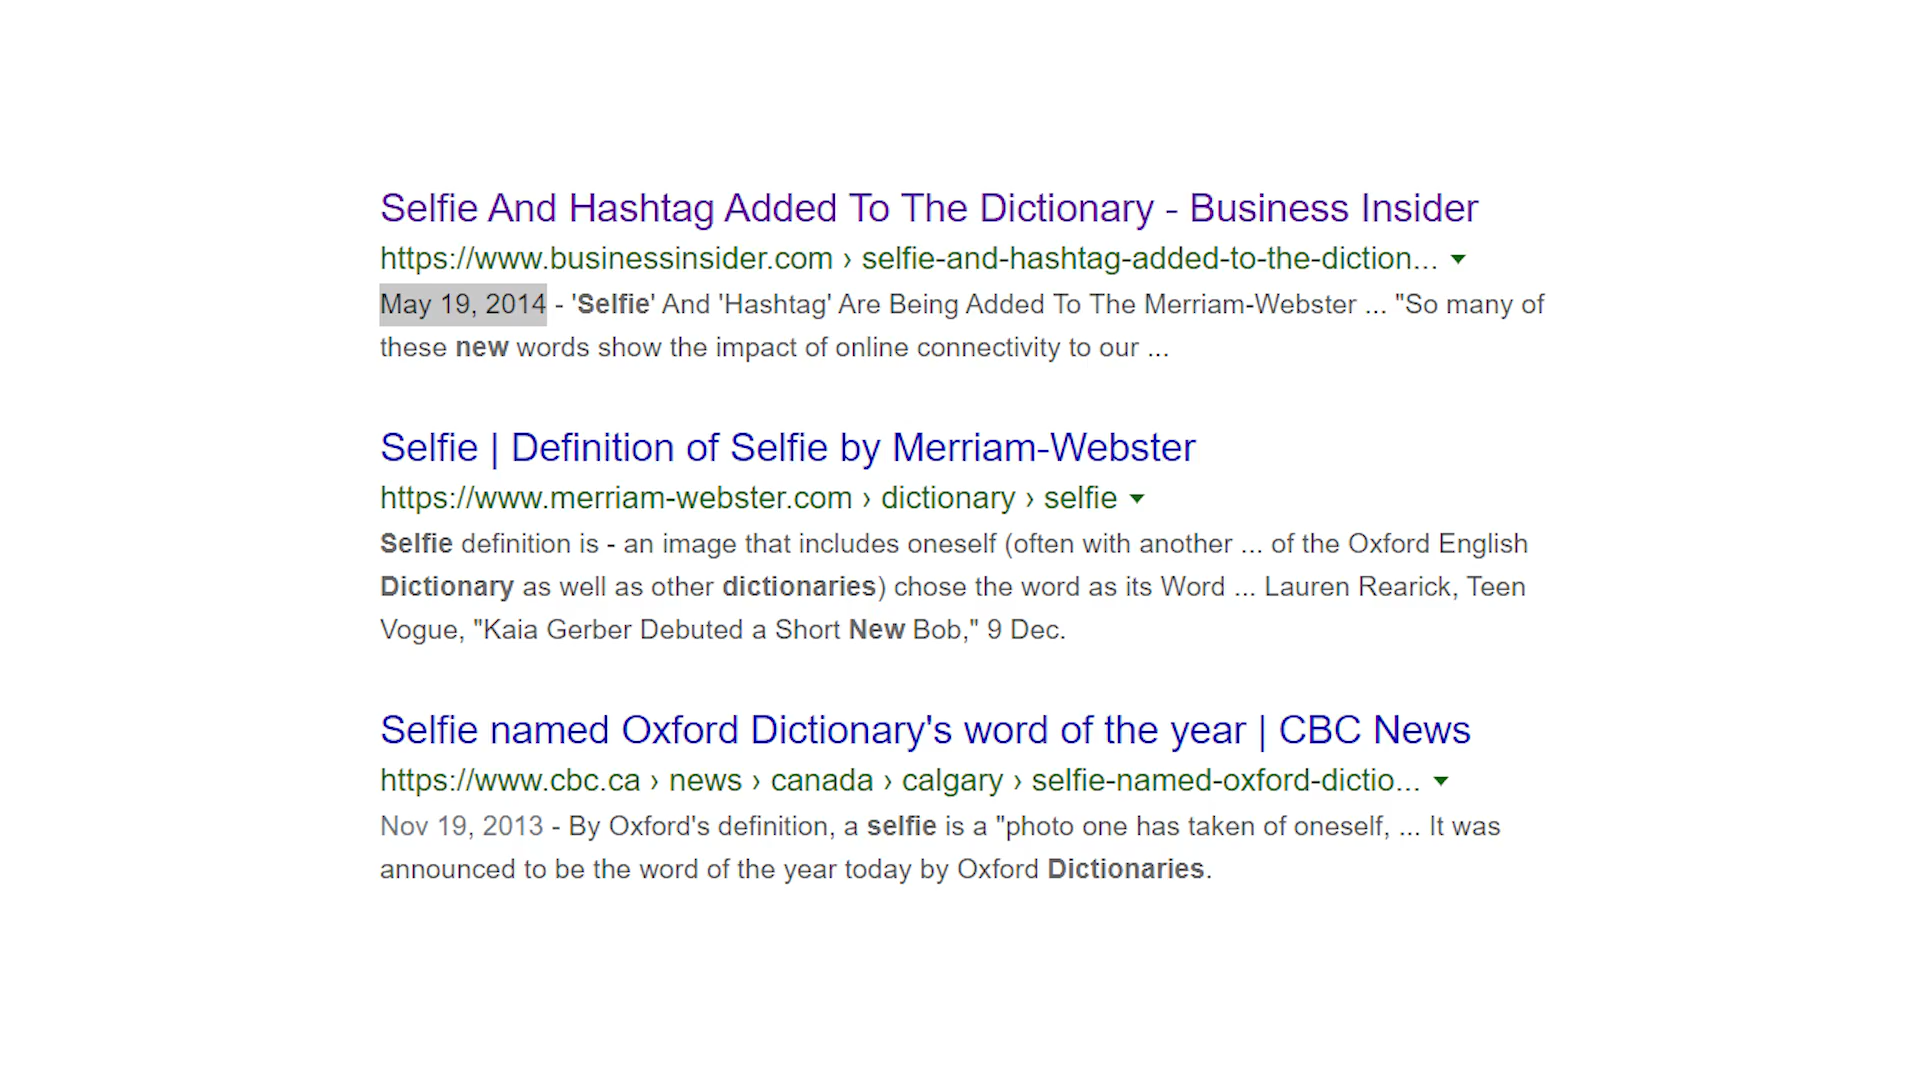 Selfie And Hashtag Added To The Dictionary - Business Insider
https://www.businessinsider.com › selfie-and-hashtag-added-to-the-diction...
May 19, 2014 - 'Selfie' And 'Hashtag' Are Being Added To The Merriam-Webster ... "So many of
these new words show the impact of online connectivity to our ...
Selfie | Definition of Selfie by Merriam-Webster
https://www.merriam-webster.com › dictionary › selfie
Selfie definition is - an image that includes oneself (often with another ... of the Oxford English
Dictionary as well as other dictionaries) chose the word as its Word ... Lauren Rearick, Teen
Vogue, "Kaia Gerber Debuted a Short New Bob," 9 Dec.
Selfie named Oxford Dictionary's word of the year | CBC News
https://www.cbc.ca › news › canada › calgary › selfie-named-oxford-dictio...
Nov 19, 2013 - By Oxford's definition, a selfie is a "photo one has taken of oneself, ... It was
announced to be the word of the year today by Oxford Dictionaries.